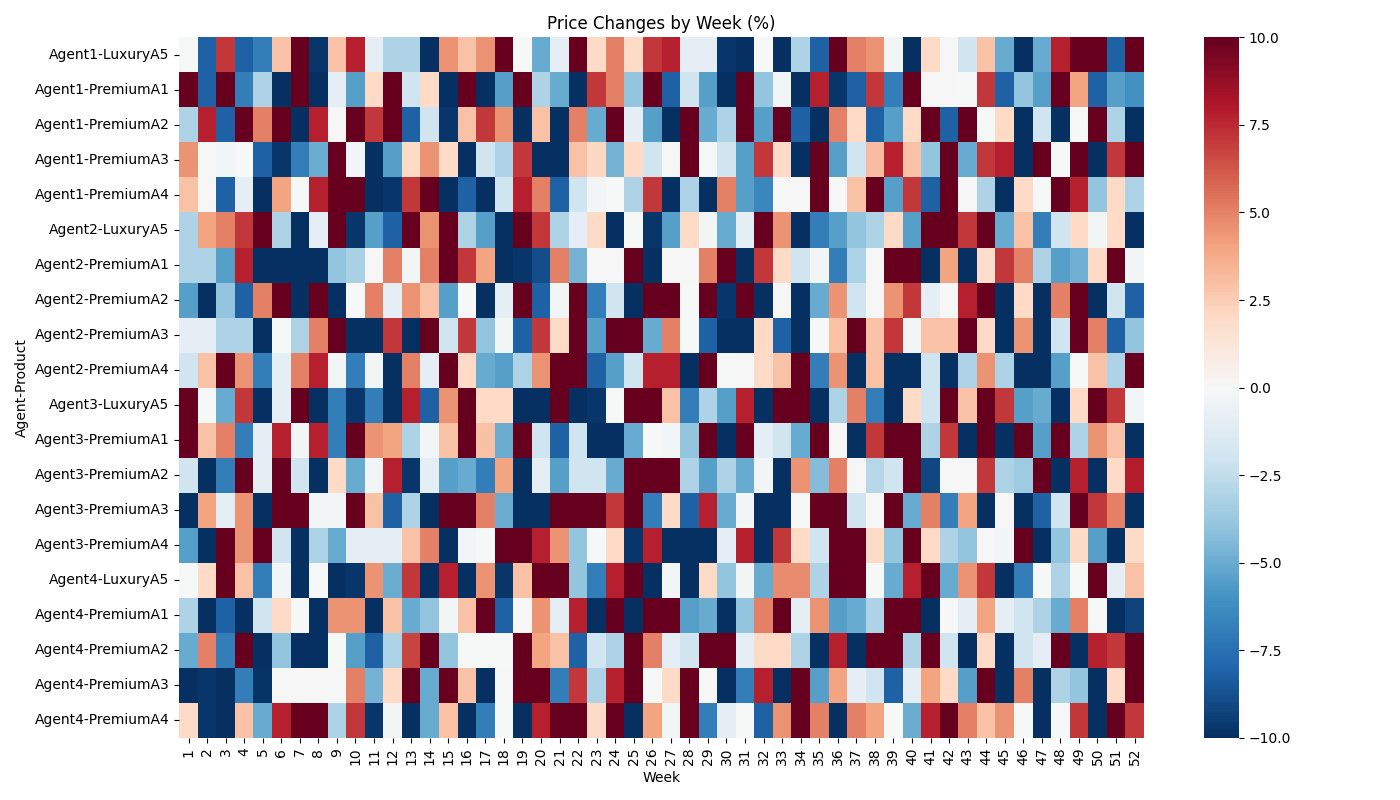 Price Changes by Week (%)
Agent-Product
Agent1-LuxuryA5
Agent1-PremiumA1
Agent1-PremiumA2
Agent1-PremiumA3
Agent1-PremiumA4
Agent2-LuxuryA5
Agent2-PremiumA1
Agent2-PremiumA2
Agent2-PremiumA3
Agent2-PremiumA4
Agent3-LuxuryA5
Agent3-PremiumA1
Agent3-PremiumA2
Agent3-PremiumA3
Agent3-PremiumA4
Agent4-LuxuryA5
Agent4-PremiumA1
Agent4-PremiumA2
Agent4-PremiumA3
Agent4-PremiumA4
1 2 3 4 5 6 7 8 9 10 11 12 13 14 15 16 17 18 19 20 21 22 23 24 25 26 27 28 29 30 31 32 33 34 35 36 37 38 39 40 41 42 43 44 45 46 47 48 49 50 51 52
Week
10.0
7.5
5.0
2.5
0.0
−2.5
−5.0
−7.5
−10.0